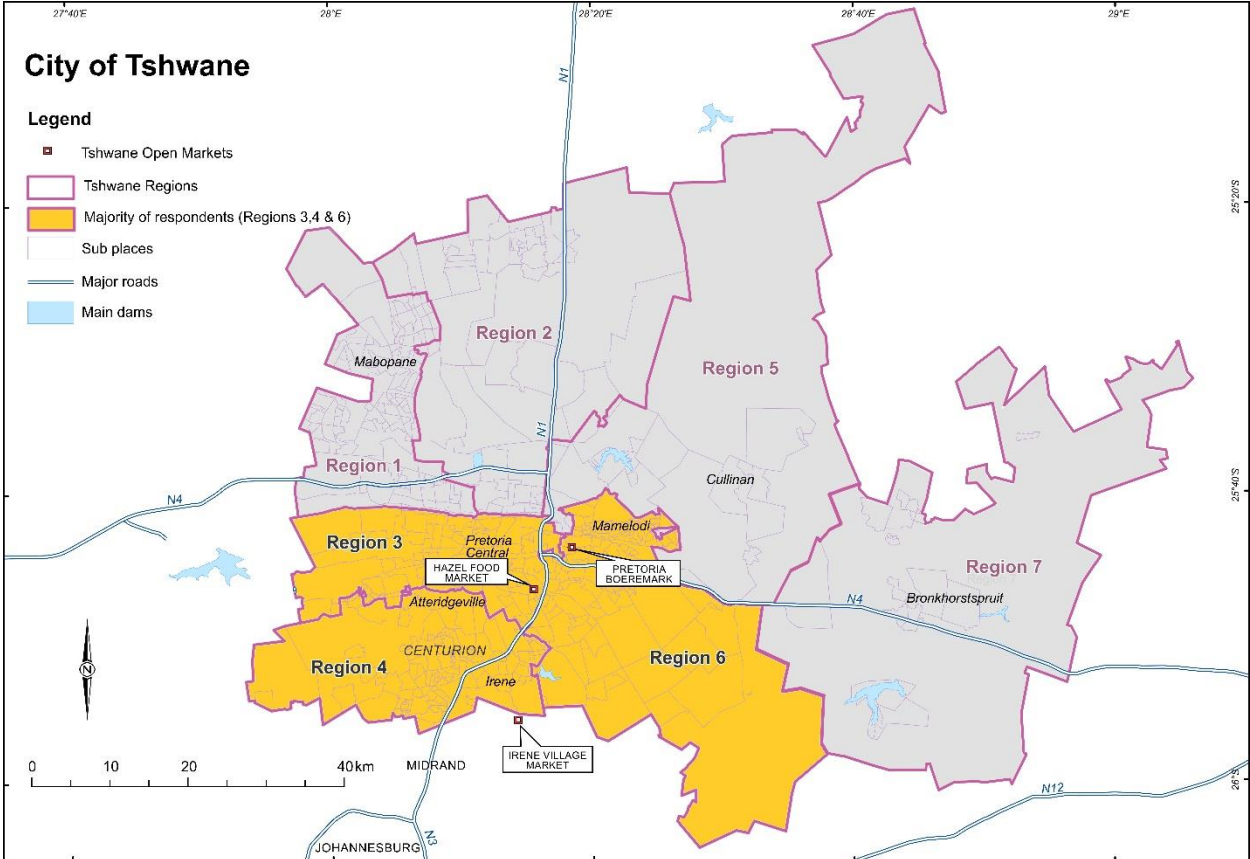 27°40'E
28°E
28°20'E
28°40'E
29°E
City of Tshwane
Legend
Tshwane Open Markets
Tshwane Regions
Majority of respondents (Regions 3,4 & 6)
Sub places
Major roads
Main dams
N1
25°20'S
Region 2
Mabopane
Region 5
N1
Region 1
Cullinan
N4
25°40'S
Mamelodi
Region 3
Pretoria
Central
HAZEL FOOD
MARKET
PRETORIA
BOEREMARK
Region 7
Bronkhorstspruit
N4
Atteridgeville
CENTURION
Region 4
Region 6
Irene
N
IRENE VILLAGE
MARKET
MIDRAND
0 10 20 40 km
26°S
N12
N3
JOHANNESBURG